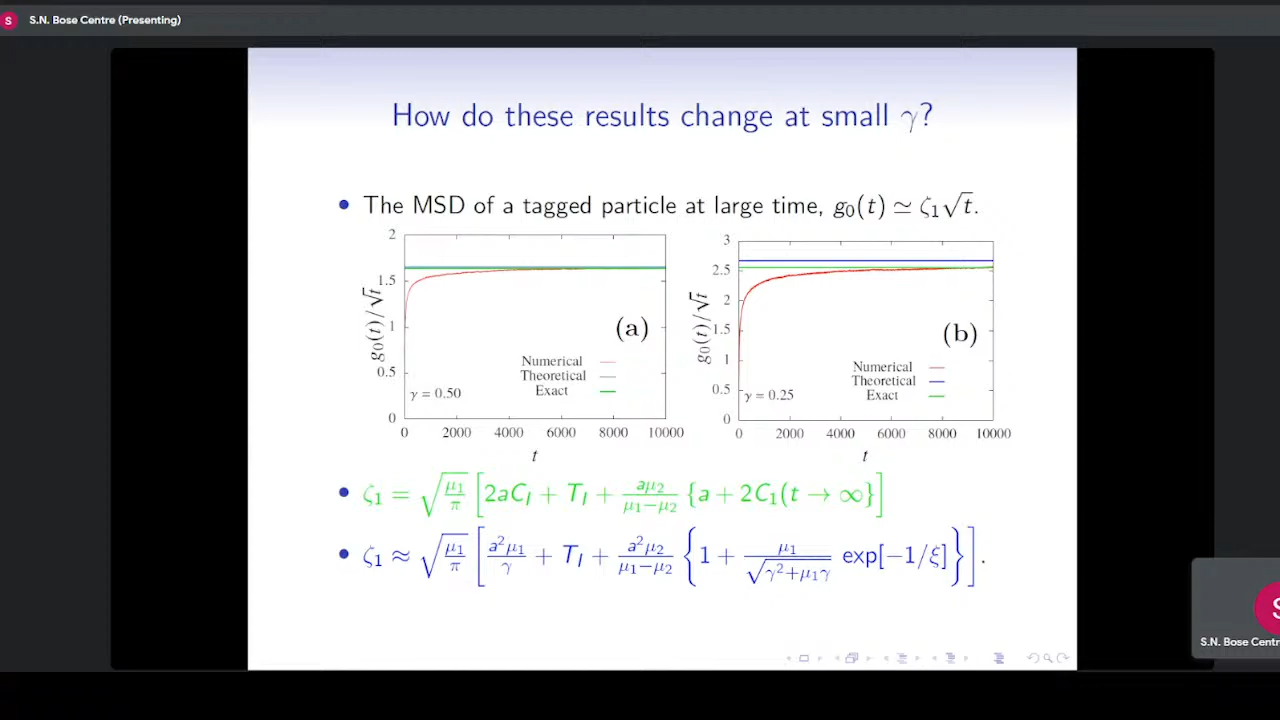 S
S.N. Bose Centre (Presenting)
How do these results change at small γ?
• The MSD of a tagged particle at large time, g₀(t) ≃ ζ₁√t.
2
1.5
1
0.5
0
g₀(t)/√t
(a)
Numerical
Theoretical
Exact
γ = 0.50
0 2000 4000 6000 8000 10000
t
3
2.5
2
1.5
1
0.5
0
g₀(t)/√t
(b)
Numerical
Theoretical
Exact
γ = 0.25
0 2000 4000 6000 8000 10000
t
• ζ₁ = √(μ₁/π) [2aC_I + T_I + aμ₂/(μ₁−μ₂) {a + 2C₁(t → ∞)}]
• ζ₁ ≈ √(μ₁/π) [a²μ₁/γ + T_I + a²μ₂/(μ₁−μ₂) {1 + μ₁/√(γ²+μ₁γ) exp[−1/ξ]}].
S
S.N. Bose Centr